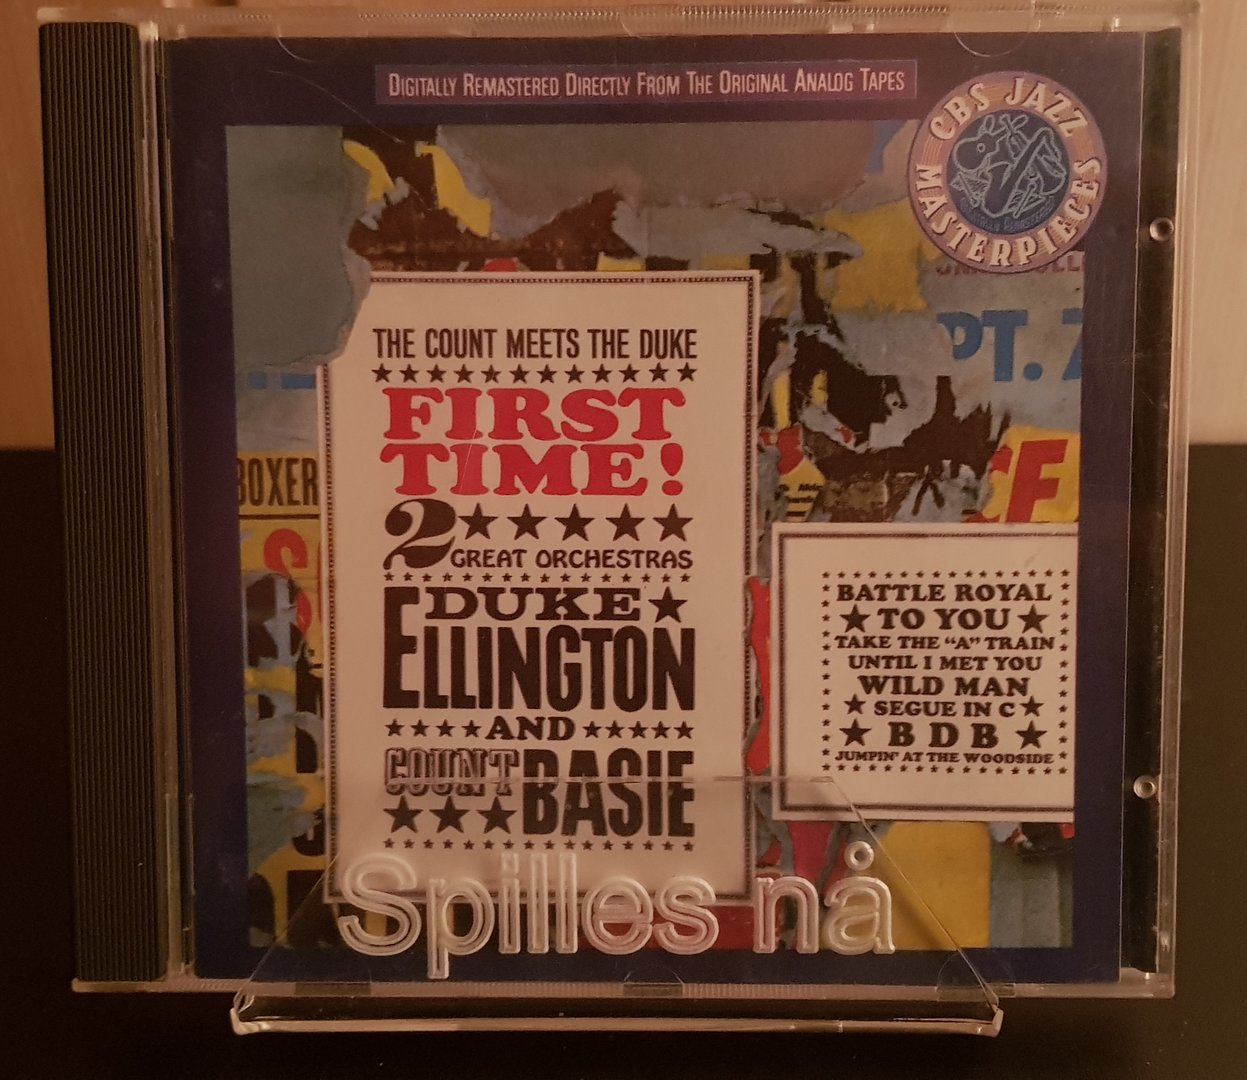 DIGITALLY REMASTERED DIRECTLY FROM THE ORIGINAL ANALOG TAPES
CBS JAZZ
MASTERPIECES
THE COUNT MEETS THE DUKE
FIRST
TIME!
2
GREAT ORCHESTRAS
DUKE
ELLINGTON
AND
COUNT BASIE
PT. 7
BOXER
BATTLE ROYAL
TO YOU
TAKE THE “A” TRAIN
UNTIL I MET YOU
WILD MAN
SEGUE IN C
B D B
JUMPIN' AT THE WOODSIDE
Spilles nå